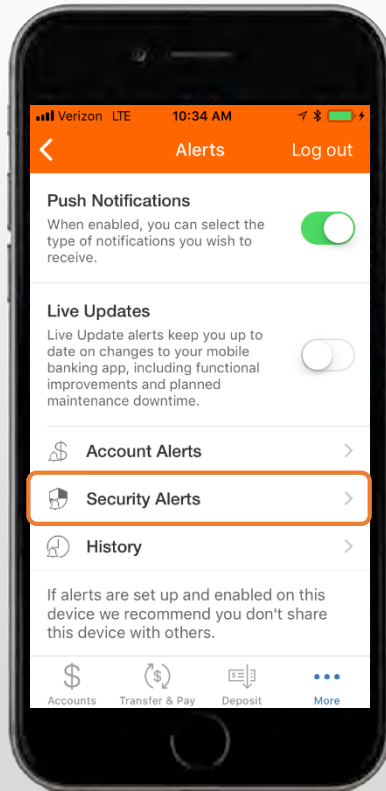 Verizon LTE 10:34 AM
Alerts Log out
Push Notifications
When enabled, you can select the
type of notifications you wish to
receive.
Live Updates
Live Update alerts keep you up to
date on changes to your mobile
banking app, including functional
improvements and planned
maintenance downtime.
Account Alerts
Security Alerts
History
If alerts are set up and enabled on this
device we recommend you don't share
this device with others.
Accounts Transfer & Pay Deposit More